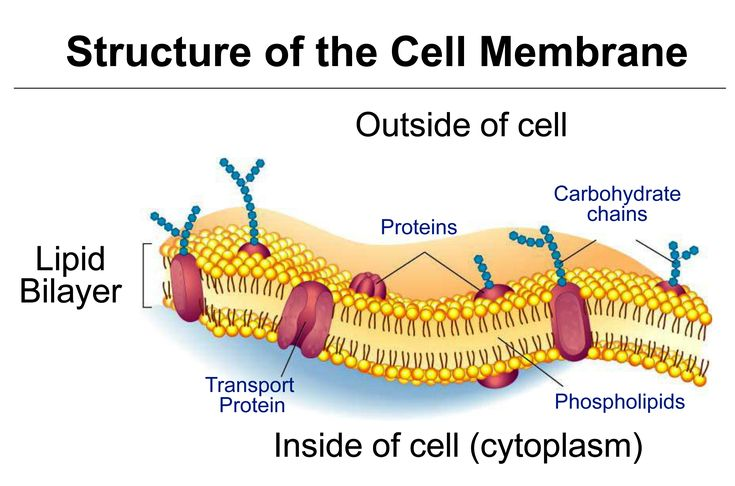 Structure of the Cell Membrane
Outside of cell
Carbohydrate
chains
Proteins
Lipid
Bilayer
Transport
Protein
Phospholipids
Inside of cell (cytoplasm)